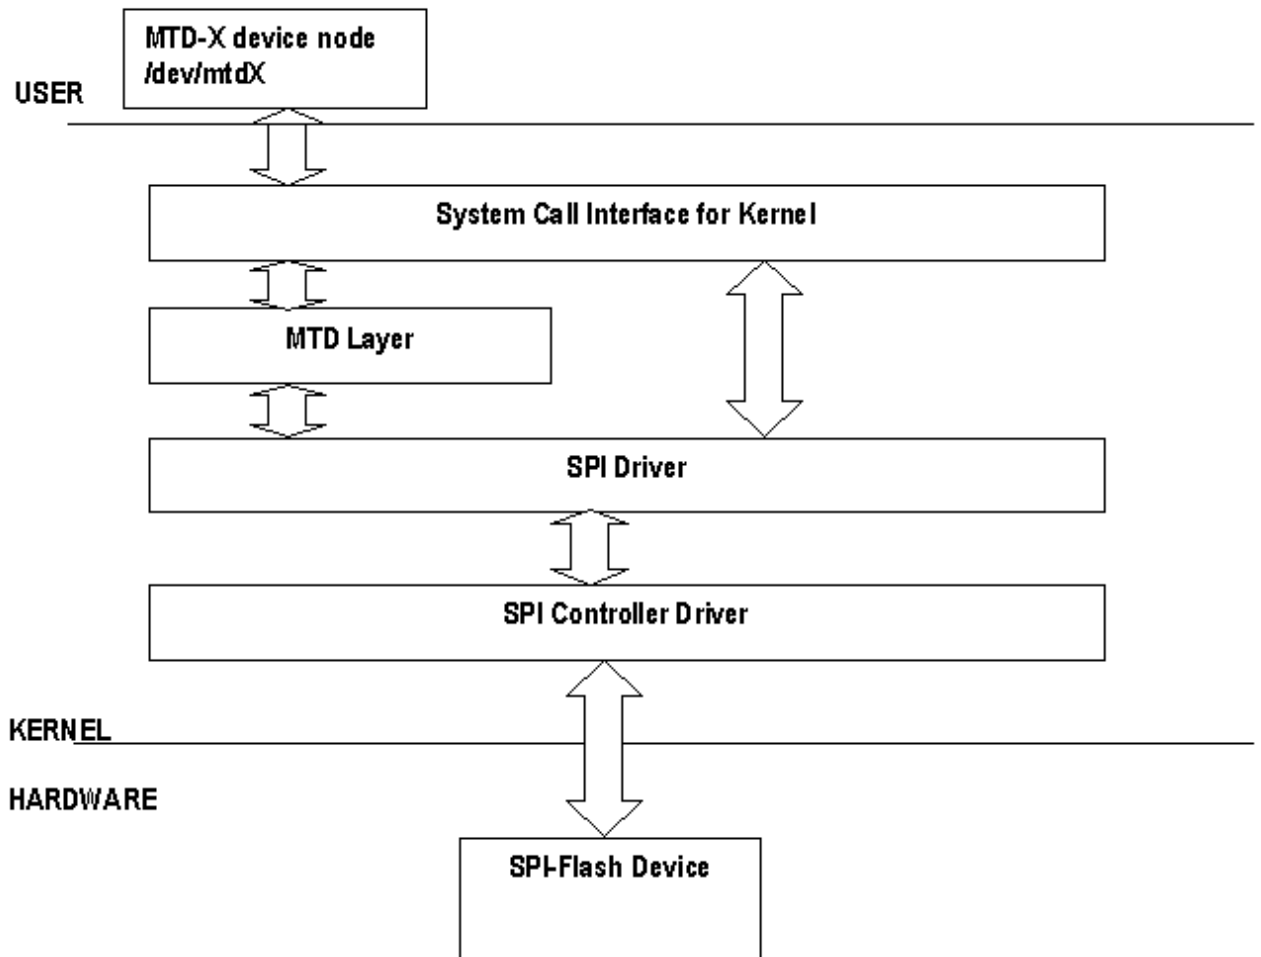 MTD-X device node
/dev/mtdX
USER
System Call Interface for Kernel
MTD Layer
SPI Driver
SPI Controller Driver
KERNEL
HARDWARE
SPI-Flash Device